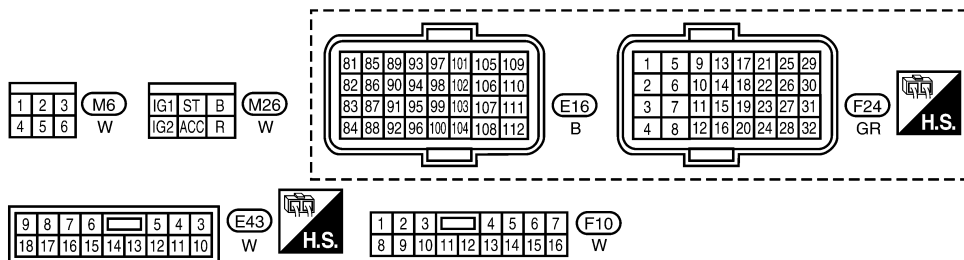 81 85 89 93 97 101 105 109
82 86 90 94 98 102 106 110
83 87 91 95 99 103 107 111
84 88 92 96 100 104 108 112
E16
B
1 5 9 13 17 21 25 29
2 6 10 14 18 22 26 30
3 7 11 15 19 23 27 31
4 8 12 16 20 24 28 32
F24
GR
H.S.
1 2 3
4 5 6
M6
W
IG1 ST B
IG2 ACC R
M26
W
9 8 7 6 5 4 3
18 17 16 15 14 13 12 11 10
E43
W
H.S.
1 2 3 4 5 6 7
8 9 10 11 12 13 14 15 16
F10
W